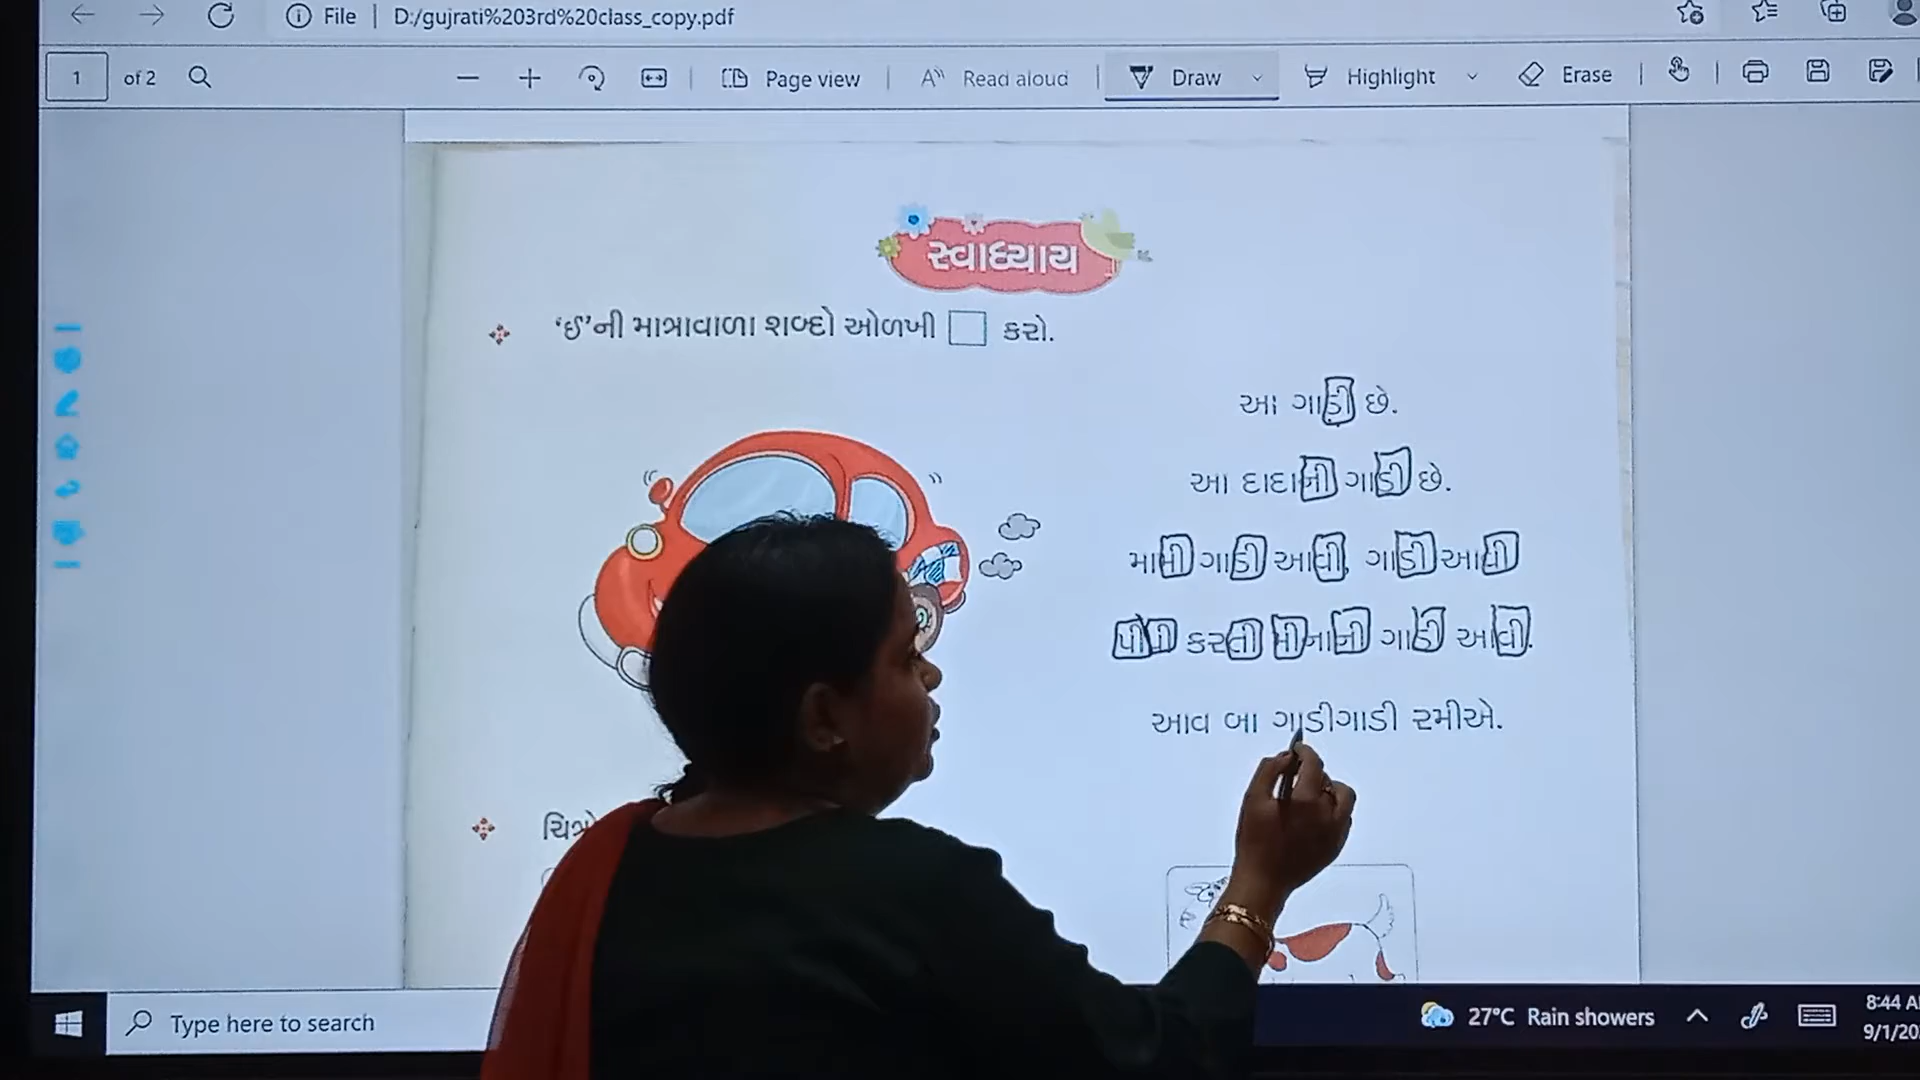 File D:/gujrati%203rd%20class_copy.pdf
1 of 2 Page view Read aloud Draw Highlight Erase
સ્વાધ્યાય
‘ઈ’ની માત્રાવાળા શબ્દો ઓળખી કરો.
આ ગાડી છે.
આ દાદાની ગાડી છે.
મામી ગાડી આવી, ગાડી આવી
પીપી કરતી મીનાની ગાડી આવી.
આવ બા ગાડીગાડી રમીએ.
Type here to search 27°C Rain showers 8:44